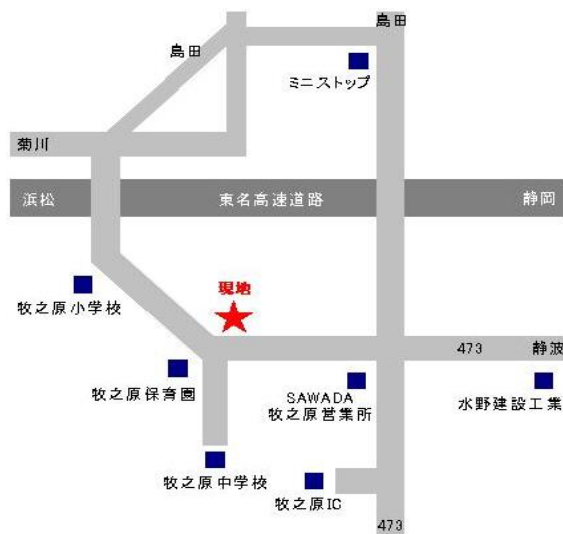 島田
島田
ミニストップ
菊川
浜松
東名高速道路
静岡
現地
牧之原小学校
473
静波
牧之原保育園
SAWADA
牧之原営業所
水野建設工業
牧之原中学校
牧之原IC
473